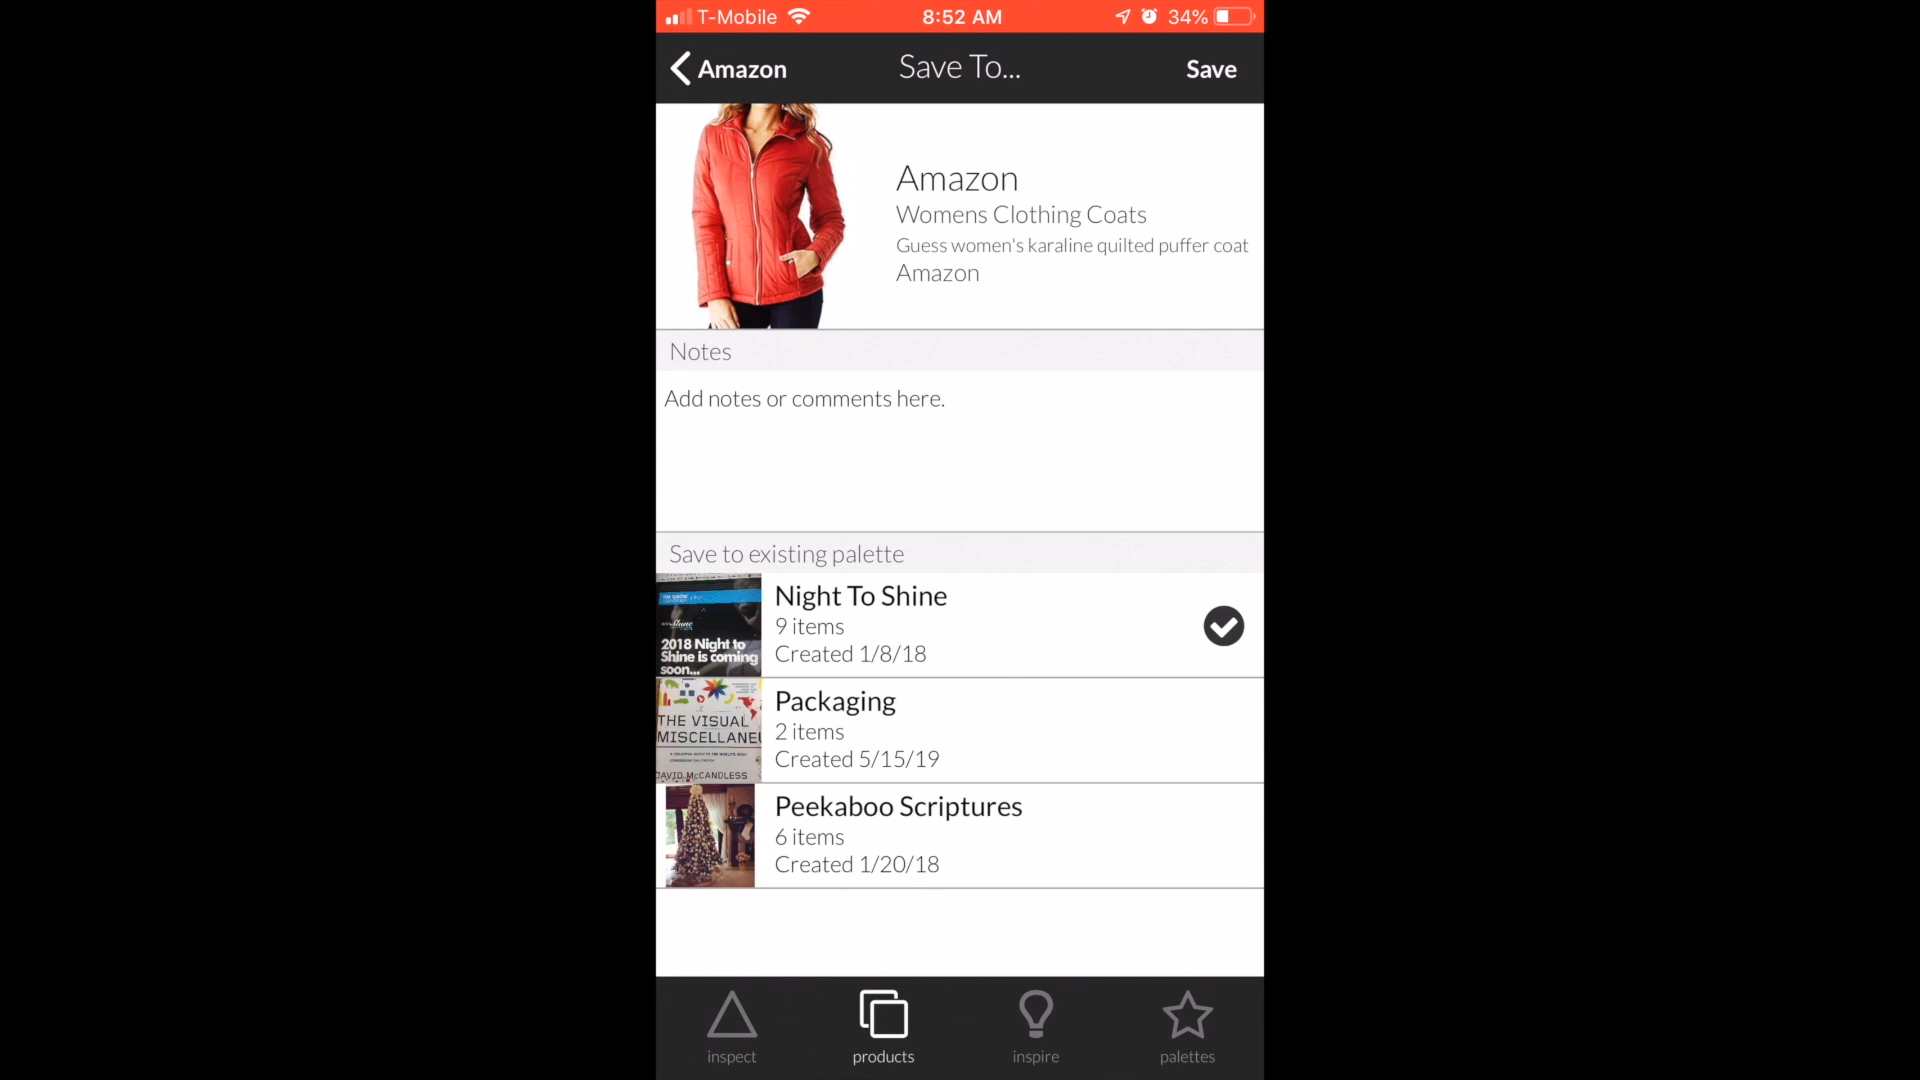 T-Mobile 8:52 AM 34%
Amazon Save To... Save
Amazon
Womens Clothing Coats
Guess women's karaline quilted puffer coat
Amazon
Notes
Add notes or comments here.
Save to existing palette
Night To Shine
9 items
Created 1/8/18
2018 Night to
Shine is coming
soon...
Packaging
2 items
Created 5/15/19
THE VISUAL
MISCELLANE
DAVID McCANDLESS
Peekaboo Scriptures
6 items
Created 1/20/18
inspect products inspire palettes